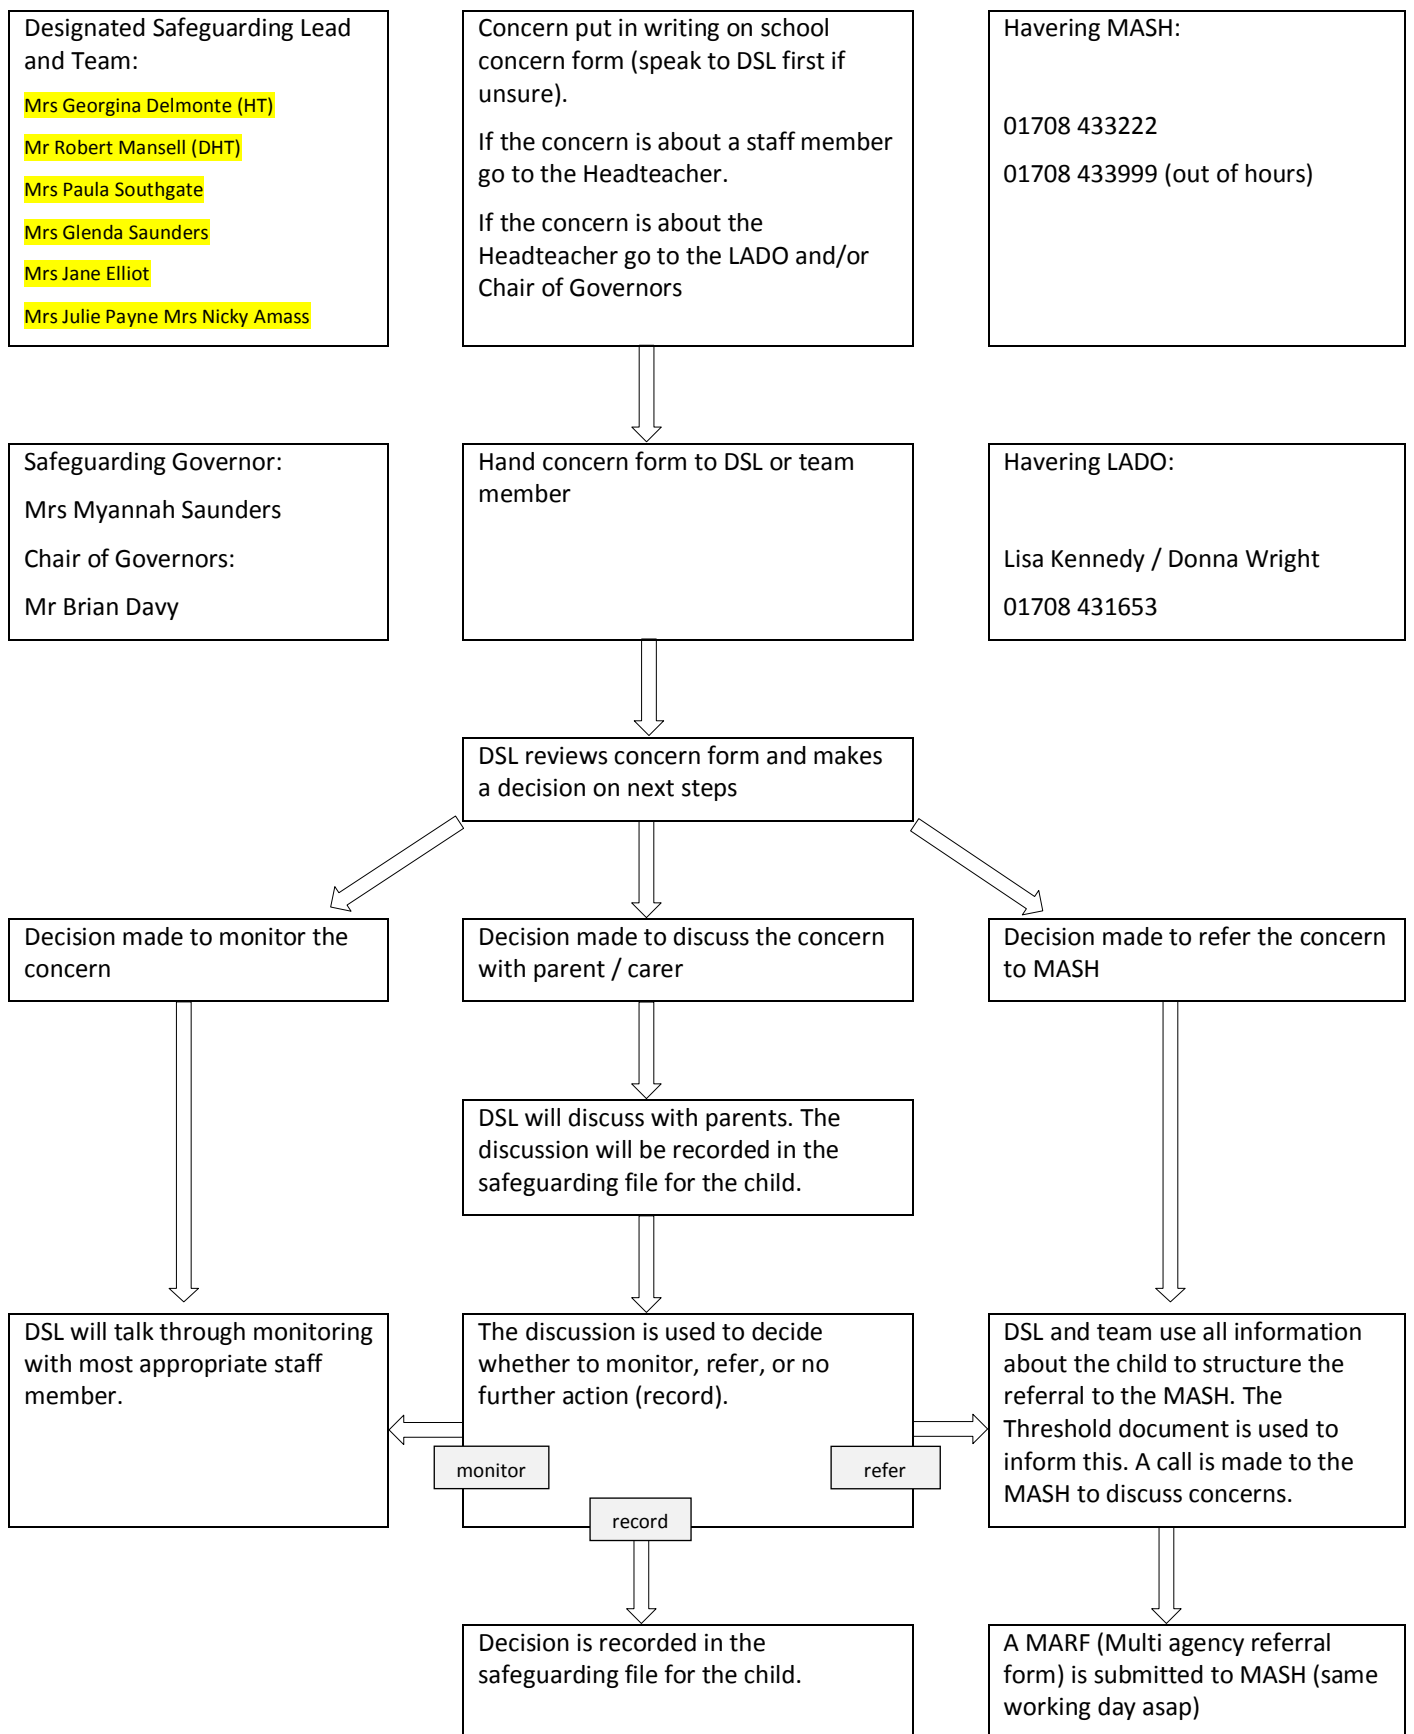 Designated Safeguarding Lead
and Team:
Mrs Georgina Delmonte (HT)
Mr Robert Mansell (DHT)
Mrs Paula Southgate
Mrs Glenda Saunders
Mrs Jane Elliot
Mrs Julie Payne Mrs Nicky Amass
Concern put in writing on school
concern form (speak to DSL first if
unsure).
If the concern is about a staff member
go to the Headteacher.
If the concern is about the
Headteacher go to the LADO and/or
Chair of Governors
Havering MASH:
01708 433222
01708 433999 (out of hours)
Safeguarding Governor:
Mrs Myannah Saunders
Chair of Governors:
Mr Brian Davy
Hand concern form to DSL or team
member
Havering LADO:
Lisa Kennedy / Donna Wright
01708 431653
DSL reviews concern form and makes
a decision on next steps
Decision made to monitor the
concern
Decision made to discuss the concern
with parent / carer
Decision made to refer the concern
to MASH
DSL will discuss with parents. The
discussion will be recorded in the
safeguarding file for the child.
DSL will talk through monitoring
with most appropriate staff
member.
The discussion is used to decide
whether to monitor, refer, or no
further action (record).
monitor
refer
record
DSL and team use all information
about the child to structure the
referral to the MASH. The
Threshold document is used to
inform this. A call is made to the
MASH to discuss concerns.
Decision is recorded in the
safeguarding file for the child.
A MARF (Multi agency referral
form) is submitted to MASH (same
working day asap)